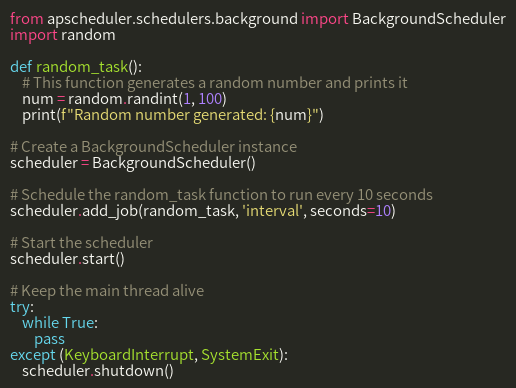 from apscheduler.schedulers.background import BackgroundScheduler
import random

def random_task():
    # This function generates a random number and prints it
    num = random.randint(1, 100)
    print(f"Random number generated: {num}")

# Create a BackgroundScheduler instance
scheduler = BackgroundScheduler()

# Schedule the random_task function to run every 10 seconds
scheduler.add_job(random_task, 'interval', seconds=10)

# Start the scheduler
scheduler.start()

# Keep the main thread alive
try:
    while True:
        pass
except (KeyboardInterrupt, SystemExit):
    scheduler.shutdown()